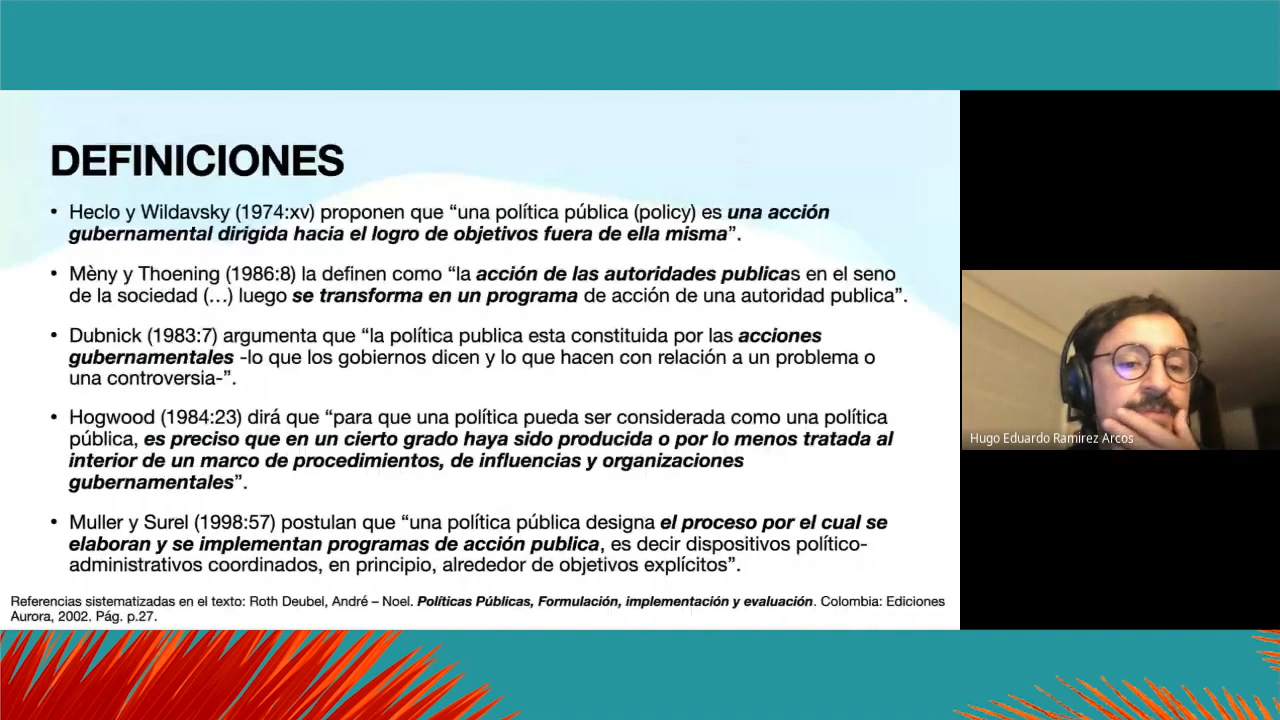 DEFINICIONES
• Heclo y Wildavsky (1974:xv) proponen que “una política pública (policy) es una acción
gubernamental dirigida hacia el logro de objetivos fuera de ella misma”.
• Mèny y Thoening (1986:8) la definen como “la acción de las autoridades publicas en el seno
de la sociedad (…) luego se transforma en un programa de acción de una autoridad publica”.
• Dubnick (1983:7) argumenta que “la política publica esta constituida por las acciones
gubernamentales -lo que los gobiernos dicen y lo que hacen con relación a un problema o
una controversia-”.
• Hogwood (1984:23) dirá que “para que una política pueda ser considerada como una política
pública, es preciso que en un cierto grado haya sido producida o por lo menos tratada al
interior de un marco de procedimientos, de influencias y organizaciones
gubernamentales”.
• Muller y Surel (1998:57) postulan que “una política pública designa el proceso por el cual se
elaboran y se implementan programas de acción publica, es decir dispositivos político-
administrativos coordinados, en principio, alrededor de objetivos explícitos”.
Referencias sistematizadas en el texto: Roth Deubel, André – Noel. Políticas Públicas, Formulación, implementación y evaluación. Colombia: Ediciones
Aurora, 2002. Pág. p.27.
Hugo Eduardo Ramirez Arcos